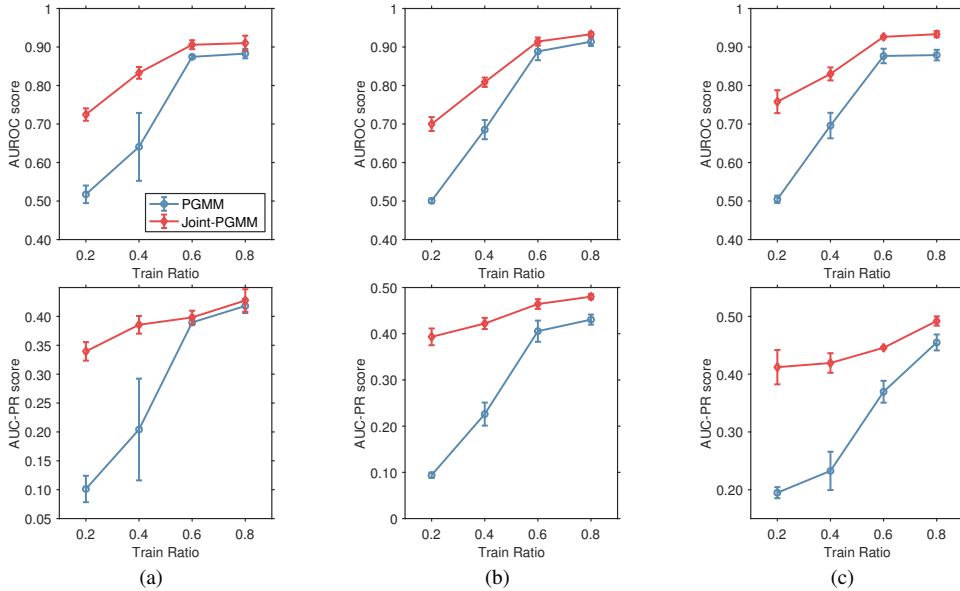 1
0.90
0.80
0.70
0.60
0.50
0.40
AUROC score
0.2 0.4 0.6 0.8
Train Ratio
PGMM
Joint-PGMM
1
0.90
0.80
0.70
0.60
0.50
0.40
AUROC score
0.2 0.4 0.6 0.8
Train Ratio
1
0.90
0.80
0.70
0.60
0.50
0.40
AUROC score
0.2 0.4 0.6 0.8
Train Ratio
0.40
0.35
0.30
0.25
0.20
0.15
0.10
0.05
AUC-PR score
0.2 0.4 0.6 0.8
Train Ratio
(a)
0.50
0.40
0.30
0.20
0.10
0
AUC-PR score
0.2 0.4 0.6 0.8
Train Ratio
(b)
0.50
0.40
0.30
0.20
AUC-PR score
0.2 0.4 0.6 0.8
Train Ratio
(c)